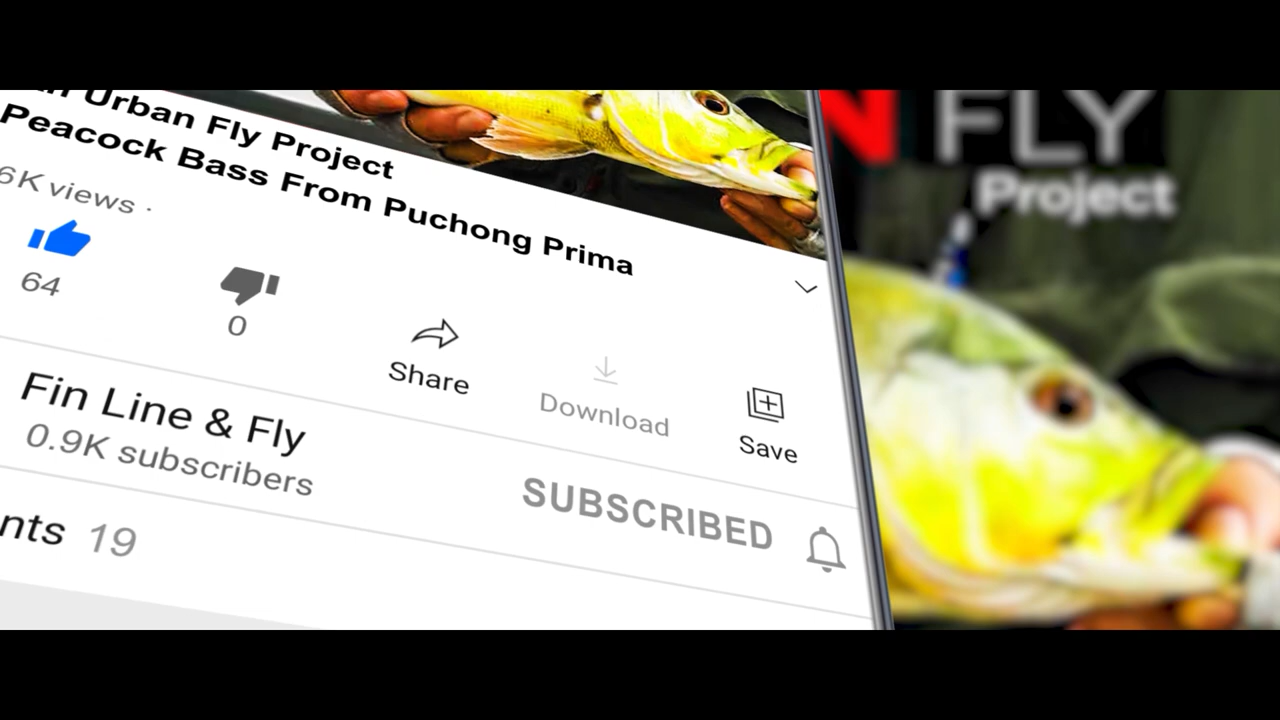 Urban Fly Project
Peacock Bass From Puchong Prima
6K views ·
64
0
Share
Download
Save
Fin Line & Fly
0.9K subscribers
SUBSCRIBED
nts 19
N FLY
Project